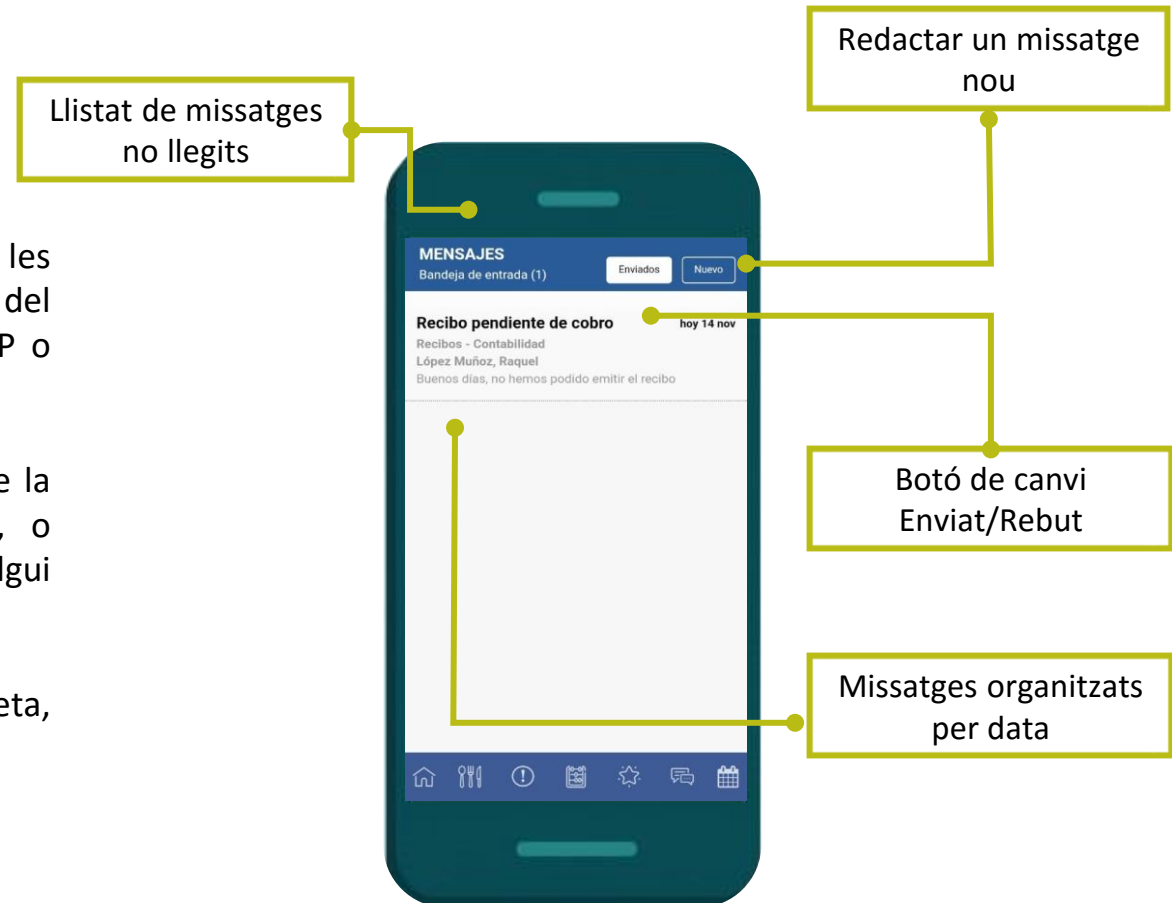 Redactar un missatge
nou
Llistat de missatges
no llegits
les
del
P o
e la
, o
lgui
eta,
MENSAJES
Bandeja de entrada (1)
Enviados
Nuevo
Recibo pendiente de cobro
hoy 14 nov
Recibos - Contabilidad
López Muñoz, Raquel
Buenos días, no hemos podido emitir el recibo
Botó de canvi
Enviat/Rebut
Missatges organitzats
per data